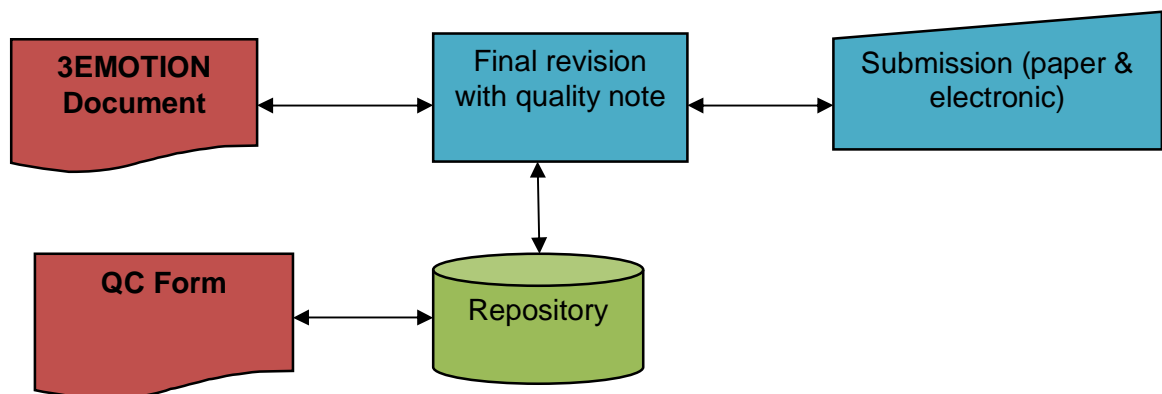 3EMOTION
Document
Final revision
with quality note
Submission (paper &
electronic)
QC Form
Repository